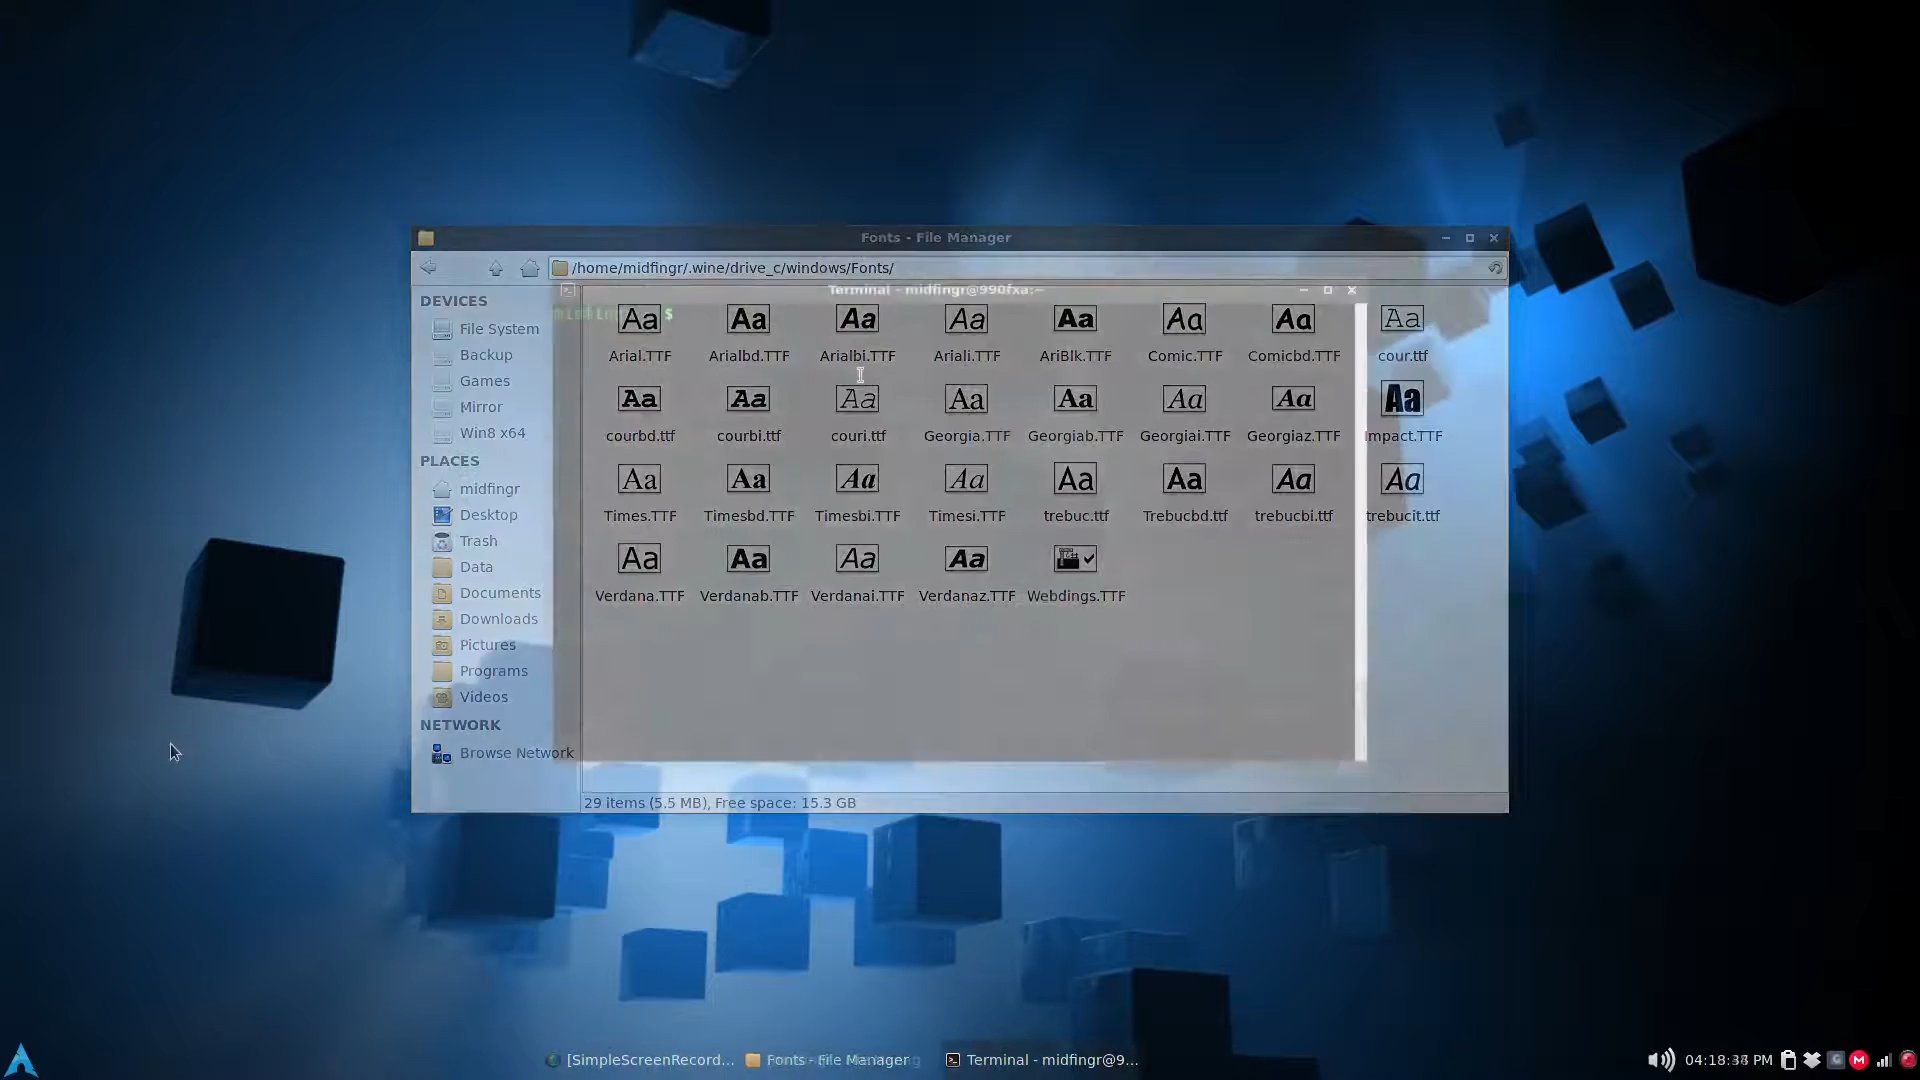 Fonts - File Manager
/home/midfingr/.wine/drive_c/windows/Fonts/
Terminal - midfingr@990fxa:~
DEVICES
File System
Backup
Games
Mirror
Win8 x64
PLACES
midfingr
Desktop
Trash
Data
Documents
Downloads
Pictures
Programs
Videos
NETWORK
Browse Network
$
Aa Aa Aa Aa Aa Aa Aa Aa
Arial.TTF Arialbd.TTF Arialbi.TTF Ariali.TTF AriBlk.TTF Comic.TTF Comicbd.TTF cour.ttf
Aa Aa Aa Aa Aa Aa Aa Aa
courbd.ttf courbi.ttf couri.ttf Georgia.TTF Georgiab.TTF Georgiai.TTF Georgiaz.TTF Impact.TTF
Aa Aa Aa Aa Aa Aa Aa Aa
Times.TTF Timesbd.TTF Timesbi.TTF Timesi.TTF trebuc.ttf Trebucbd.ttf trebucbi.ttf trebucit.ttf
Aa Aa Aa Aa
Verdana.TTF Verdanab.TTF Verdanai.TTF Verdanaz.TTF Webdings.TTF
29 items (5.5 MB), Free space: 15.3 GB
[SimpleScreenRecord... Fonts - File Manager Terminal - midfingr@9...